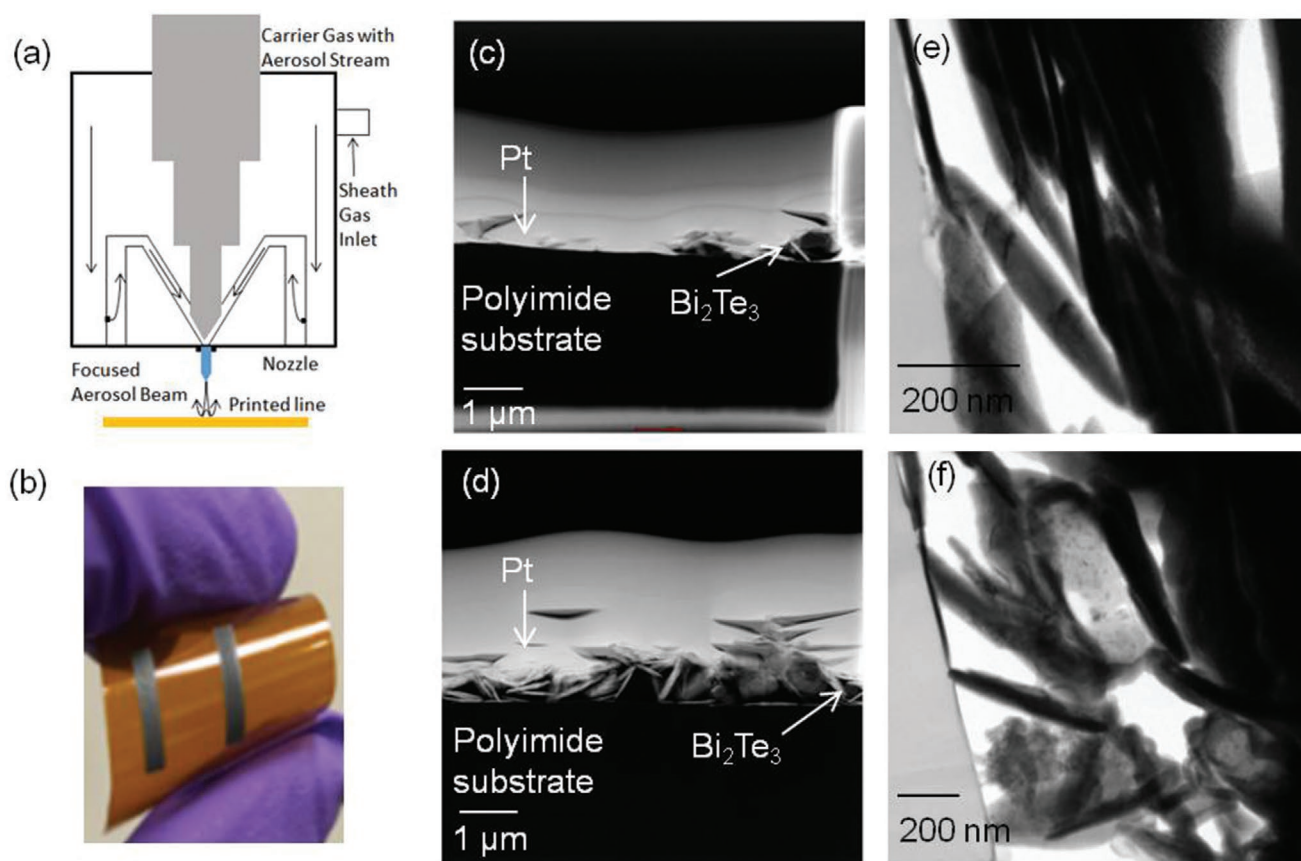 (a)
Carrier Gas with
Aerosol Stream
Sheath
Gas
Inlet
Focused
Aerosol Beam
Nozzle
Printed line
(b)
(c)
Pt
Bi₂Te₃
Polyimide
substrate
1 μm
(d)
Pt
Bi₂Te₃
Polyimide
substrate
1 μm
(e)
200 nm
(f)
200 nm